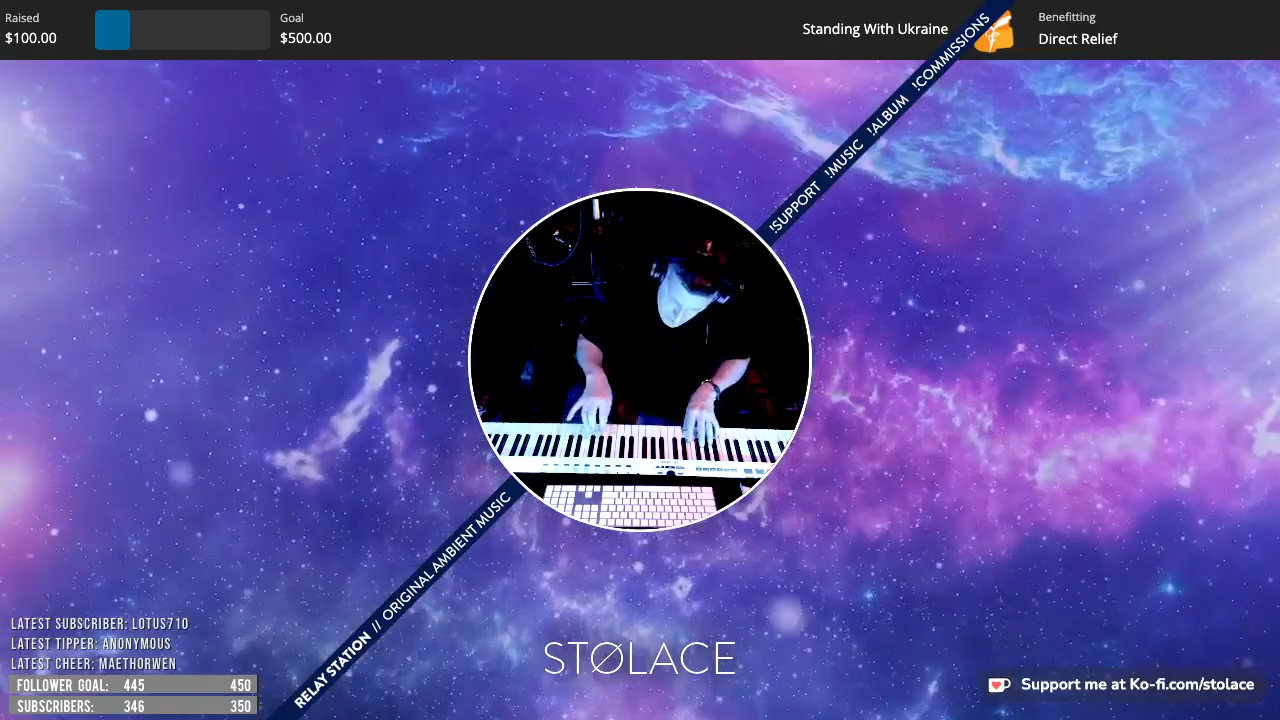 Raised
$100.00
Goal
$500.00
Standing With Ukraine
Benefitting
Direct Relief
!SUPPORT !MUSIC !ALBUM !COMMISSIONS
RELAY STATION // ORIGINAL AMBIENT MUSIC
STØLACE
LATEST SUBSCRIBER: LOTUS710
LATEST TIPPER: ANONYMOUS
LATEST CHEER: MAETHORWEN
FOLLOWER GOAL: 445 450
SUBSCRIBERS: 346 350
Support me at Ko-fi.com/stolace